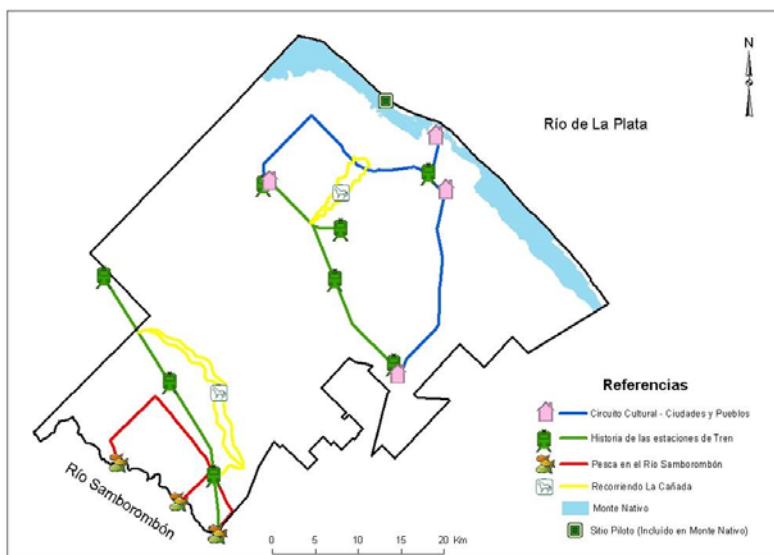 N
Río de La Plata
Río Samborombón
Referencias
Circuito Cultural - Ciudades y Pueblos
Historia de las estaciones de Tren
Pesca en el Río Samborombón
Recorriendo La Cañada
Monte Nativo
Sitio Piloto (Incluído en Monte Nativo)
0 5 10 15 20 Km